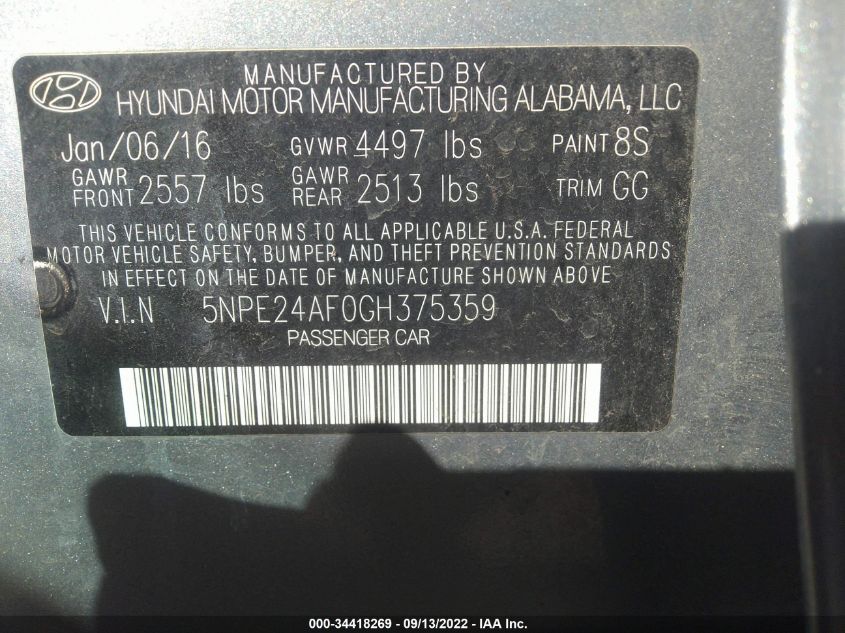 MANUFACTURED BY
HYUNDAI MOTOR MANUFACTURING ALABAMA, LLC
Jan/06/16 GVWR 4497 lbs PAINT 8S
GAWR FRONT 2557 lbs GAWR REAR 2513 lbs TRIM GG
THIS VEHICLE CONFORMS TO ALL APPLICABLE U.S.A. FEDERAL
MOTOR VEHICLE SAFETY, BUMPER, AND THEFT PREVENTION STANDARDS
IN EFFECT ON THE DATE OF MANUFACTURE SHOWN ABOVE
V.I.N 5NPE24AF0GH375359
PASSENGER CAR
000-34418269 - 09/13/2022 - IAA Inc.